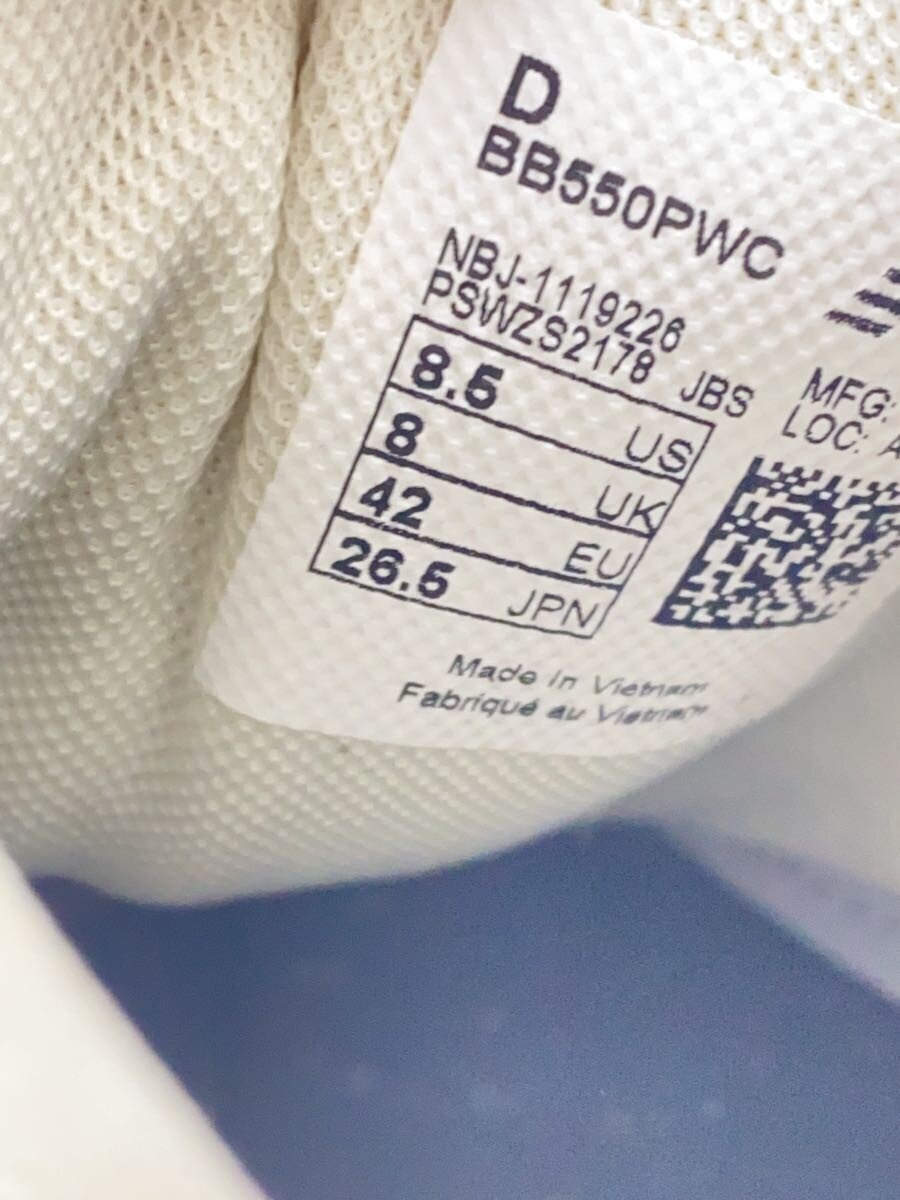 D
BB550PWC
NBJ-1119226
PSWZS2178 JBS
8.5 US
8 UK
42 EU
26.5 JPN
MFG:
LOC: A
Made in Vietnam
Fabriqué au Vietnam